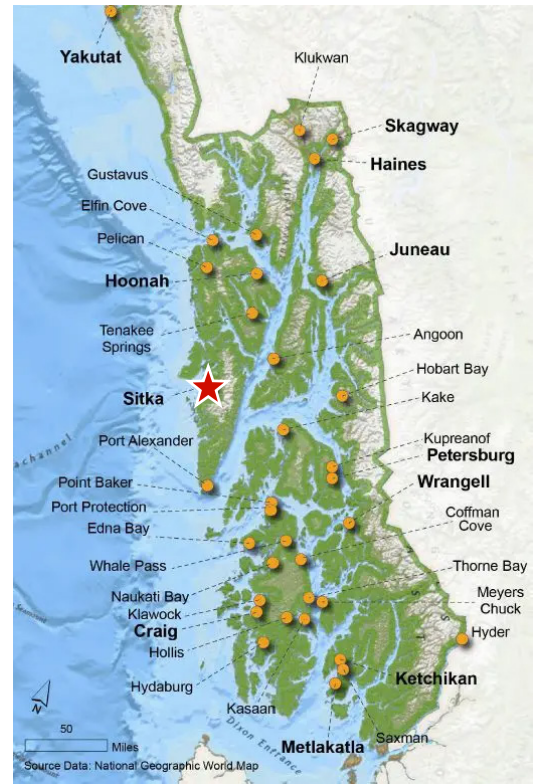 Yakutat
Klukwan
Skagway
Haines
Gustavus
Elfin Cove
Pelican
Juneau
Hoonah
Tenakee
Springs
Angoon
Hobart Bay
Sitka
Kake
Port Alexander
Kupreanof
Petersburg
Point Baker
Wrangell
Port Protection
Coffman
Cove
Edna Bay
Whale Pass
Thorne Bay
Naukati Bay
Meyers
Chuck
Klawock
Craig
Hyder
Hollis
Hydaburg
Ketchikan
Kasaan
Saxman
Metlakatla
Dixon Entrance
N
50
Miles
Source Data: National Geographic World Map